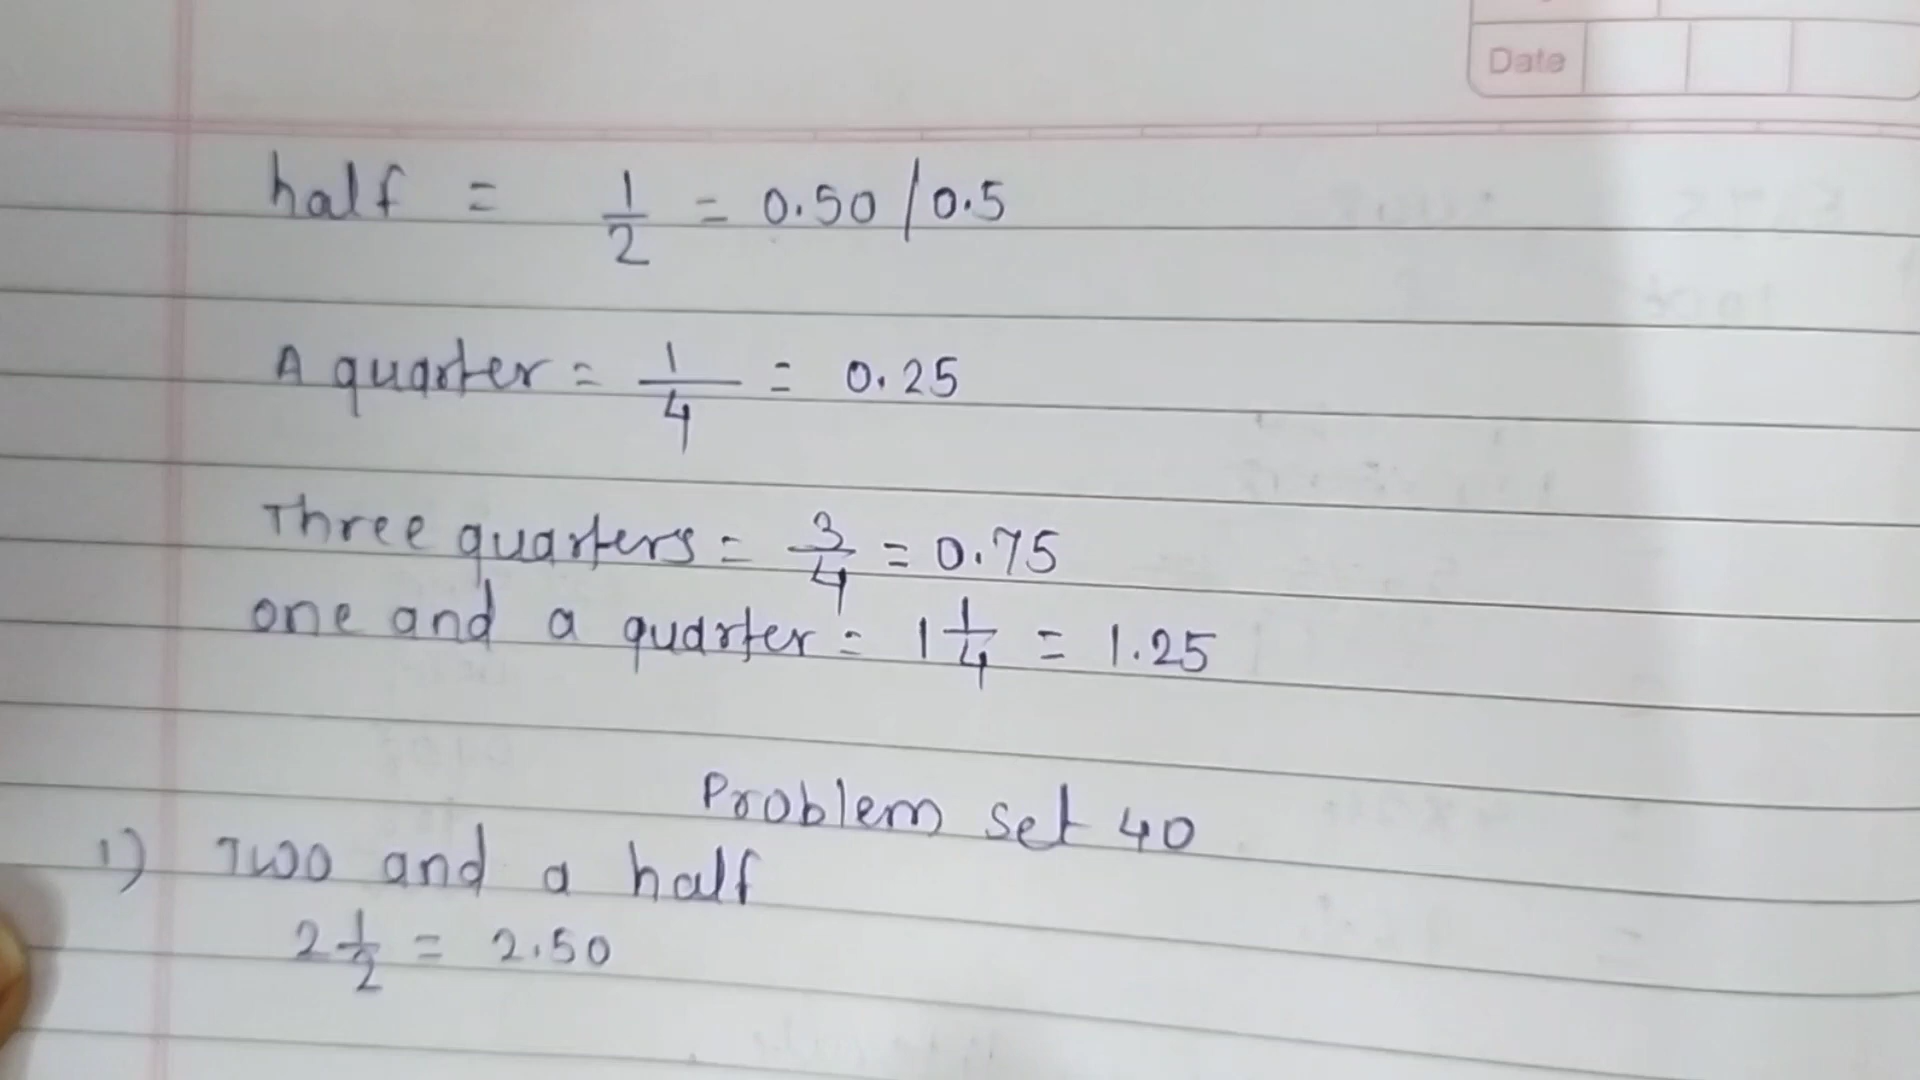 Date
half = 1/2 = 0.50 / 0.5
A quarter = 1/4 = 0.25
Three quarters = 3/4 = 0.75
one and a quarter = 1 1/4 = 1.25
Problem set 40
1) Two and a half
2 1/2 = 2.50